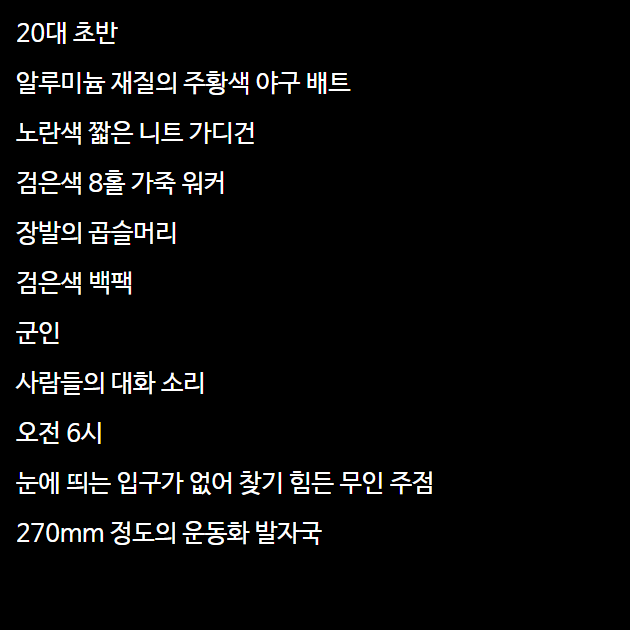 20대 초반
알루미늄 재질의 주황색 야구 배트
노란색 짧은 니트 가디건
검은색 8홀 가죽 워커
장발의 곱슬머리
검은색 백팩
군인
사람들의 대화 소리
오전 6시
눈에 띄는 입구가 없어 찾기 힘든 무인 주점
270mm 정도의 운동화 발자국